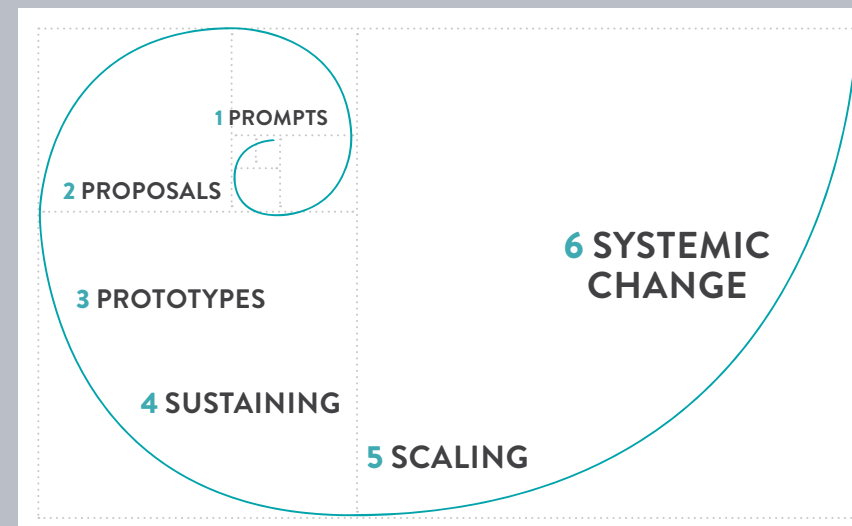 1 PROMPTS
2 PROPOSALS
3 PROTOTYPES
4 SUSTAINING
5 SCALING
6 SYSTEMIC
CHANGE